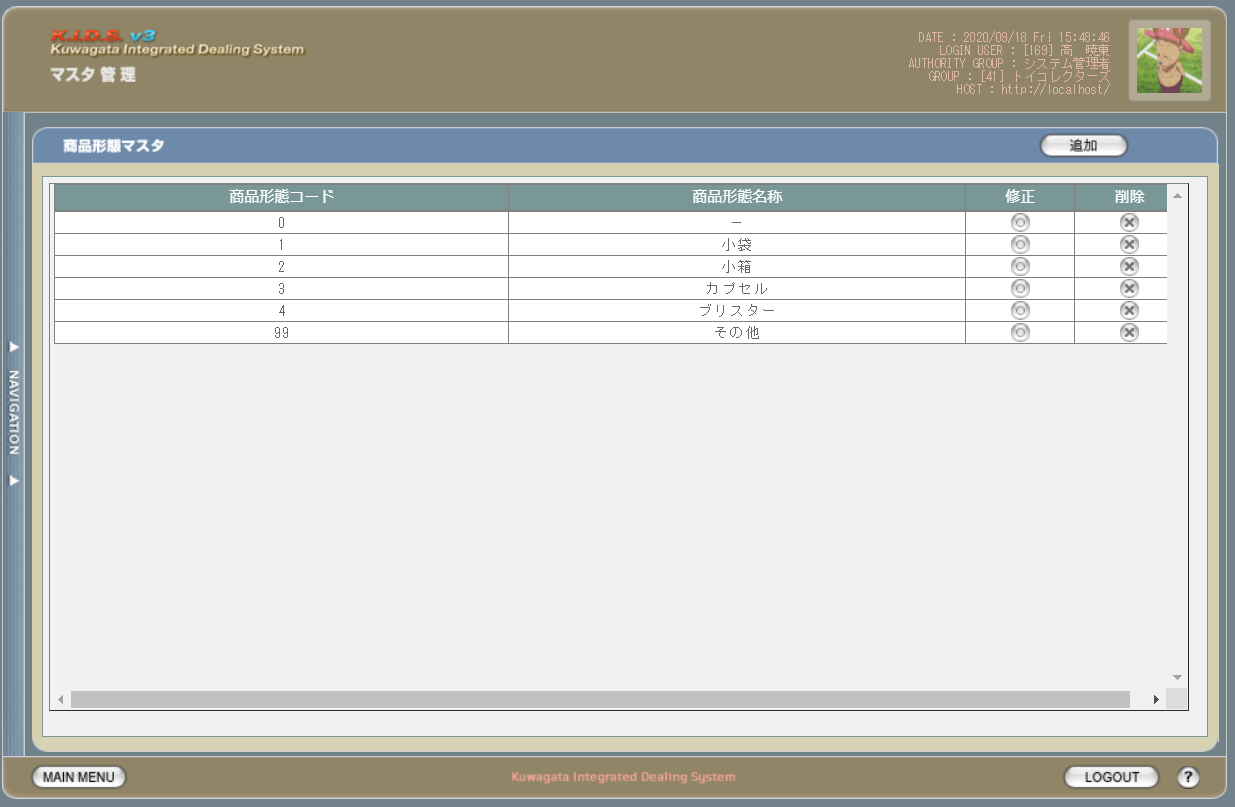 K.I.D.S. v3
Kuwagata Integrated Dealing System
マスタ管理
DATE : 2020/09/18 Fri 15:48:46
LOGIN USER : [169] 高 暁東
AUTHORITY GROUP : システム管理者
GROUP : [41] トイコレクターズ
HOST : http://localhost/
商品形態マスタ
追加
商品形態コード 商品形態名称 修正 削除
0 −
1 小袋
2 小箱
3 カプセル
4 ブリスター
99 その他
NAVIGATION
MAIN MENU
Kuwagata Integrated Dealing System
LOGOUT
?